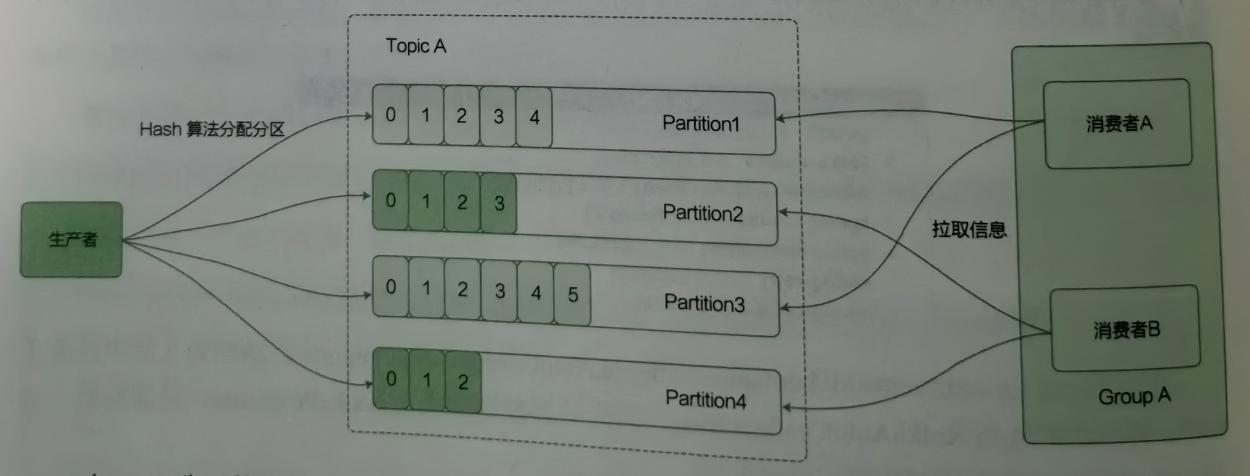 Topic A
Hash 算法分配分区
0 1 2 3 4 Partition1
0 1 2 3 Partition2
0 1 2 3 4 5 Partition3
0 1 2 Partition4
生产者
拉取信息
消费者A
消费者B
Group A